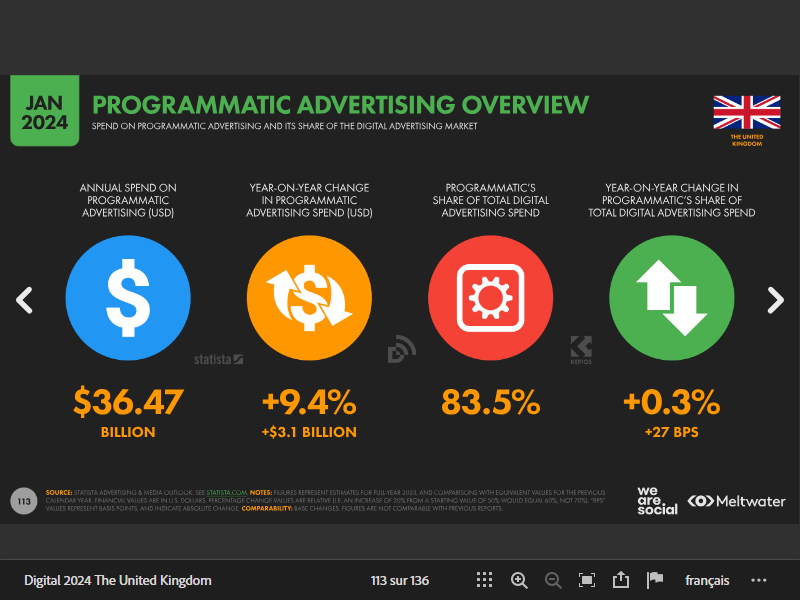 JAN
2024
PROGRAMMATIC ADVERTISING OVERVIEW
SPEND ON PROGRAMMATIC ADVERTISING AND ITS SHARE OF THE DIGITAL ADVERTISING MARKET
THE UNITED
KINGDOM
ANNUAL SPEND ON
PROGRAMMATIC
ADVERTISING (USD)
YEAR-ON-YEAR CHANGE
IN PROGRAMMATIC
ADVERTISING SPEND (USD)
PROGRAMMATIC'S
SHARE OF TOTAL DIGITAL
ADVERTISING SPEND
YEAR-ON-YEAR CHANGE IN
PROGRAMMATIC'S SHARE OF
TOTAL DIGITAL ADVERTISING SPEND
statista
KEPIOS
$36.47
BILLION
+9.4%
+$3.1 BILLION
83.5%
+0.3%
+27 BPS
113
SOURCE: STATISTA ADVERTISING & MEDIA OUTLOOK. SEE STATISTA.COM. NOTES: FIGURES REPRESENT ESTIMATES FOR FULL-YEAR 2023, AND COMPARISONS WITH EQUIVALENT VALUES FOR THE PREVIOUS
CALENDAR YEAR. FINANCIAL VALUES ARE IN U.S. DOLLARS. PERCENTAGE CHANGE VALUES ARE RELATIVE (I.E. AN INCREASE OF 20% FROM A STARTING VALUE OF 50% WOULD EQUAL 60%, NOT 70%). "BPS"
VALUES REPRESENT BASIS POINTS, AND INDICATE ABSOLUTE CHANGE. COMPARABILITY: BASE CHANGES. FIGURES ARE NOT COMPARABLE WITH PREVIOUS REPORTS.
we
are.
social
Meltwater
Digital 2024 The United Kingdom
113 sur 136
français